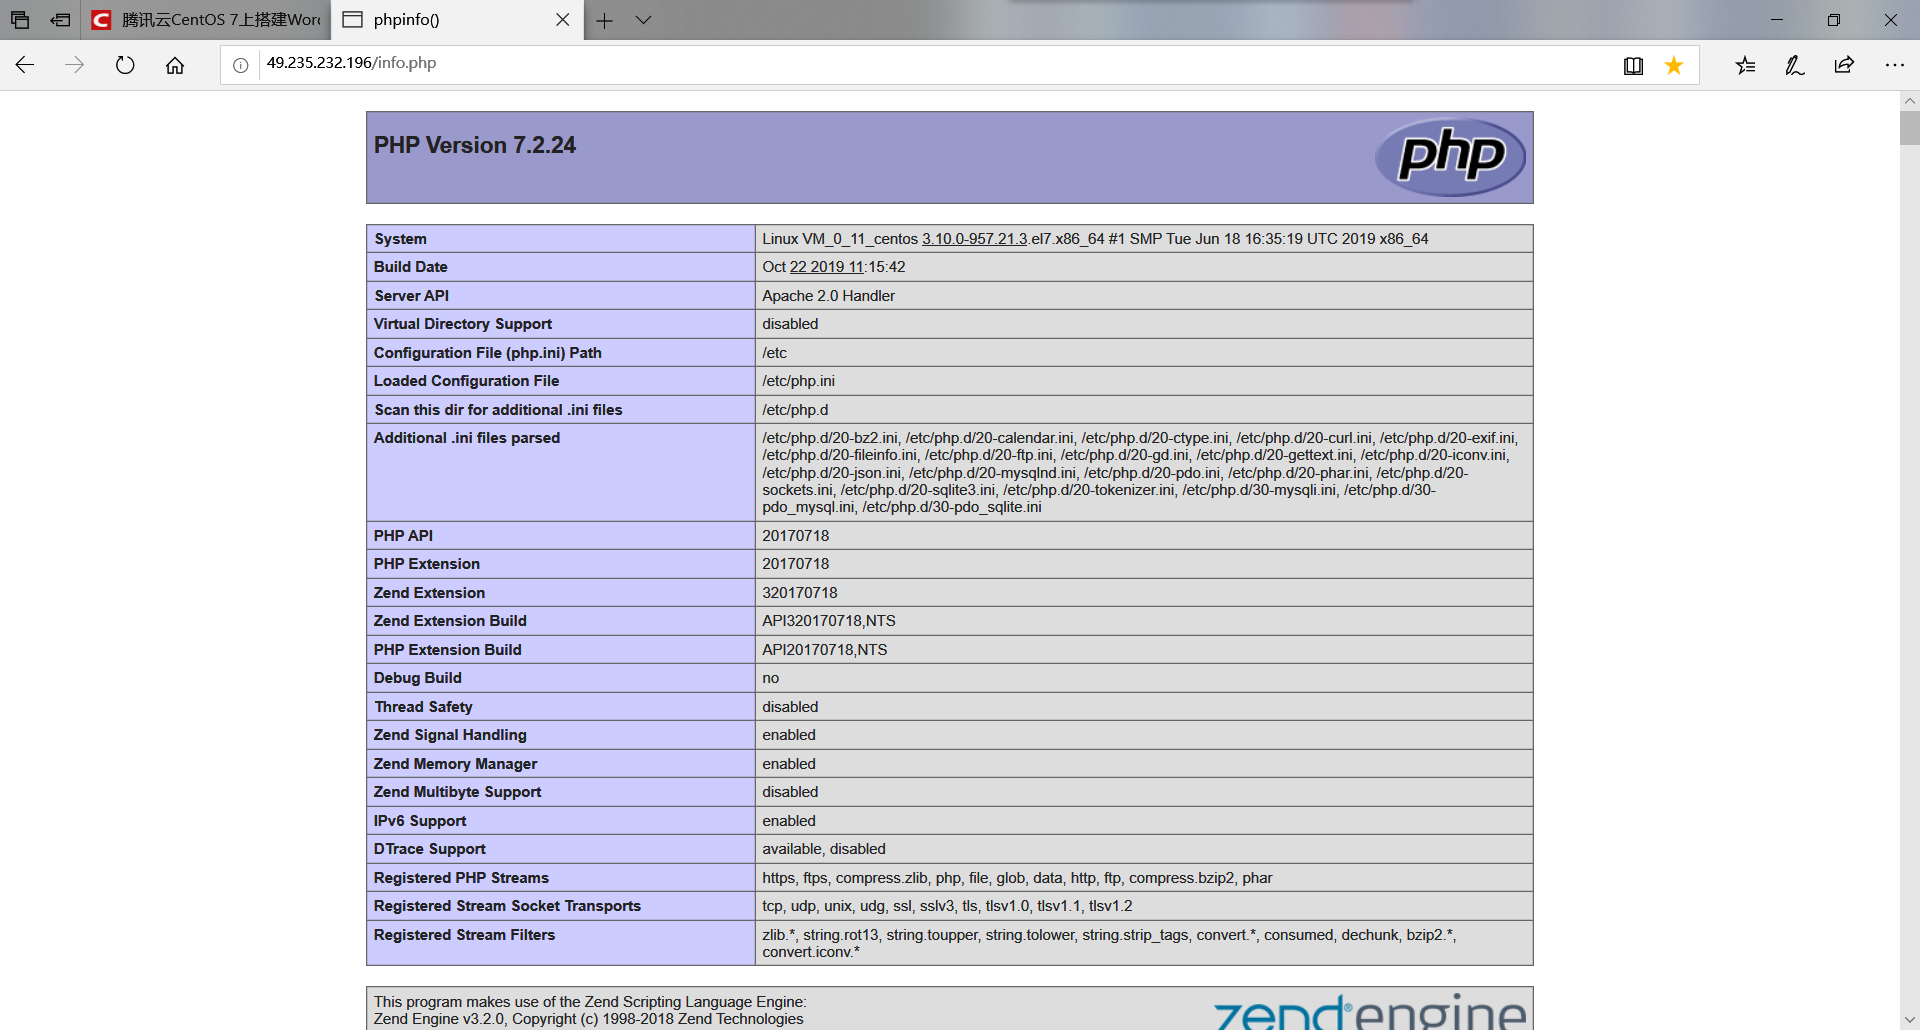 腾讯云CentOS 7上搭建Word
phpinfo()
49.235.232.196/info.php
PHP Version 7.2.24
php
System
Linux VM_0_11_centos 3.10.0-957.21.3.el7.x86_64 #1 SMP Tue Jun 18 16:35:19 UTC 2019 x86_64
Build Date
Oct 22 2019 11:15:42
Server API
Apache 2.0 Handler
Virtual Directory Support
disabled
Configuration File (php.ini) Path
/etc
Loaded Configuration File
/etc/php.ini
Scan this dir for additional .ini files
/etc/php.d
Additional .ini files parsed
/etc/php.d/20-bz2.ini, /etc/php.d/20-calendar.ini, /etc/php.d/20-ctype.ini, /etc/php.d/20-curl.ini, /etc/php.d/20-exif.ini,
/etc/php.d/20-fileinfo.ini, /etc/php.d/20-ftp.ini, /etc/php.d/20-gd.ini, /etc/php.d/20-gettext.ini, /etc/php.d/20-iconv.ini,
/etc/php.d/20-json.ini, /etc/php.d/20-mysqlnd.ini, /etc/php.d/20-pdo.ini, /etc/php.d/20-phar.ini, /etc/php.d/20-
sockets.ini, /etc/php.d/20-sqlite3.ini, /etc/php.d/20-tokenizer.ini, /etc/php.d/30-mysqli.ini, /etc/php.d/30-
pdo_mysql.ini, /etc/php.d/30-pdo_sqlite.ini
PHP API
20170718
PHP Extension
20170718
Zend Extension
320170718
Zend Extension Build
API320170718,NTS
PHP Extension Build
API20170718,NTS
Debug Build
no
Thread Safety
disabled
Zend Signal Handling
enabled
Zend Memory Manager
enabled
Zend Multibyte Support
disabled
IPv6 Support
enabled
DTrace Support
available, disabled
Registered PHP Streams
https, ftps, compress.zlib, php, file, glob, data, http, ftp, compress.bzip2, phar
Registered Stream Socket Transports
tcp, udp, unix, udg, ssl, sslv3, tls, tlsv1.0, tlsv1.1, tlsv1.2
Registered Stream Filters
zlib.*, string.rot13, string.toupper, string.tolower, string.strip_tags, convert.*, consumed, dechunk, bzip2.*,
convert.iconv.*
This program makes use of the Zend Scripting Language Engine:
Zend Engine v3.2.0, Copyright (c) 1998-2018 Zend Technologies
zend®engine